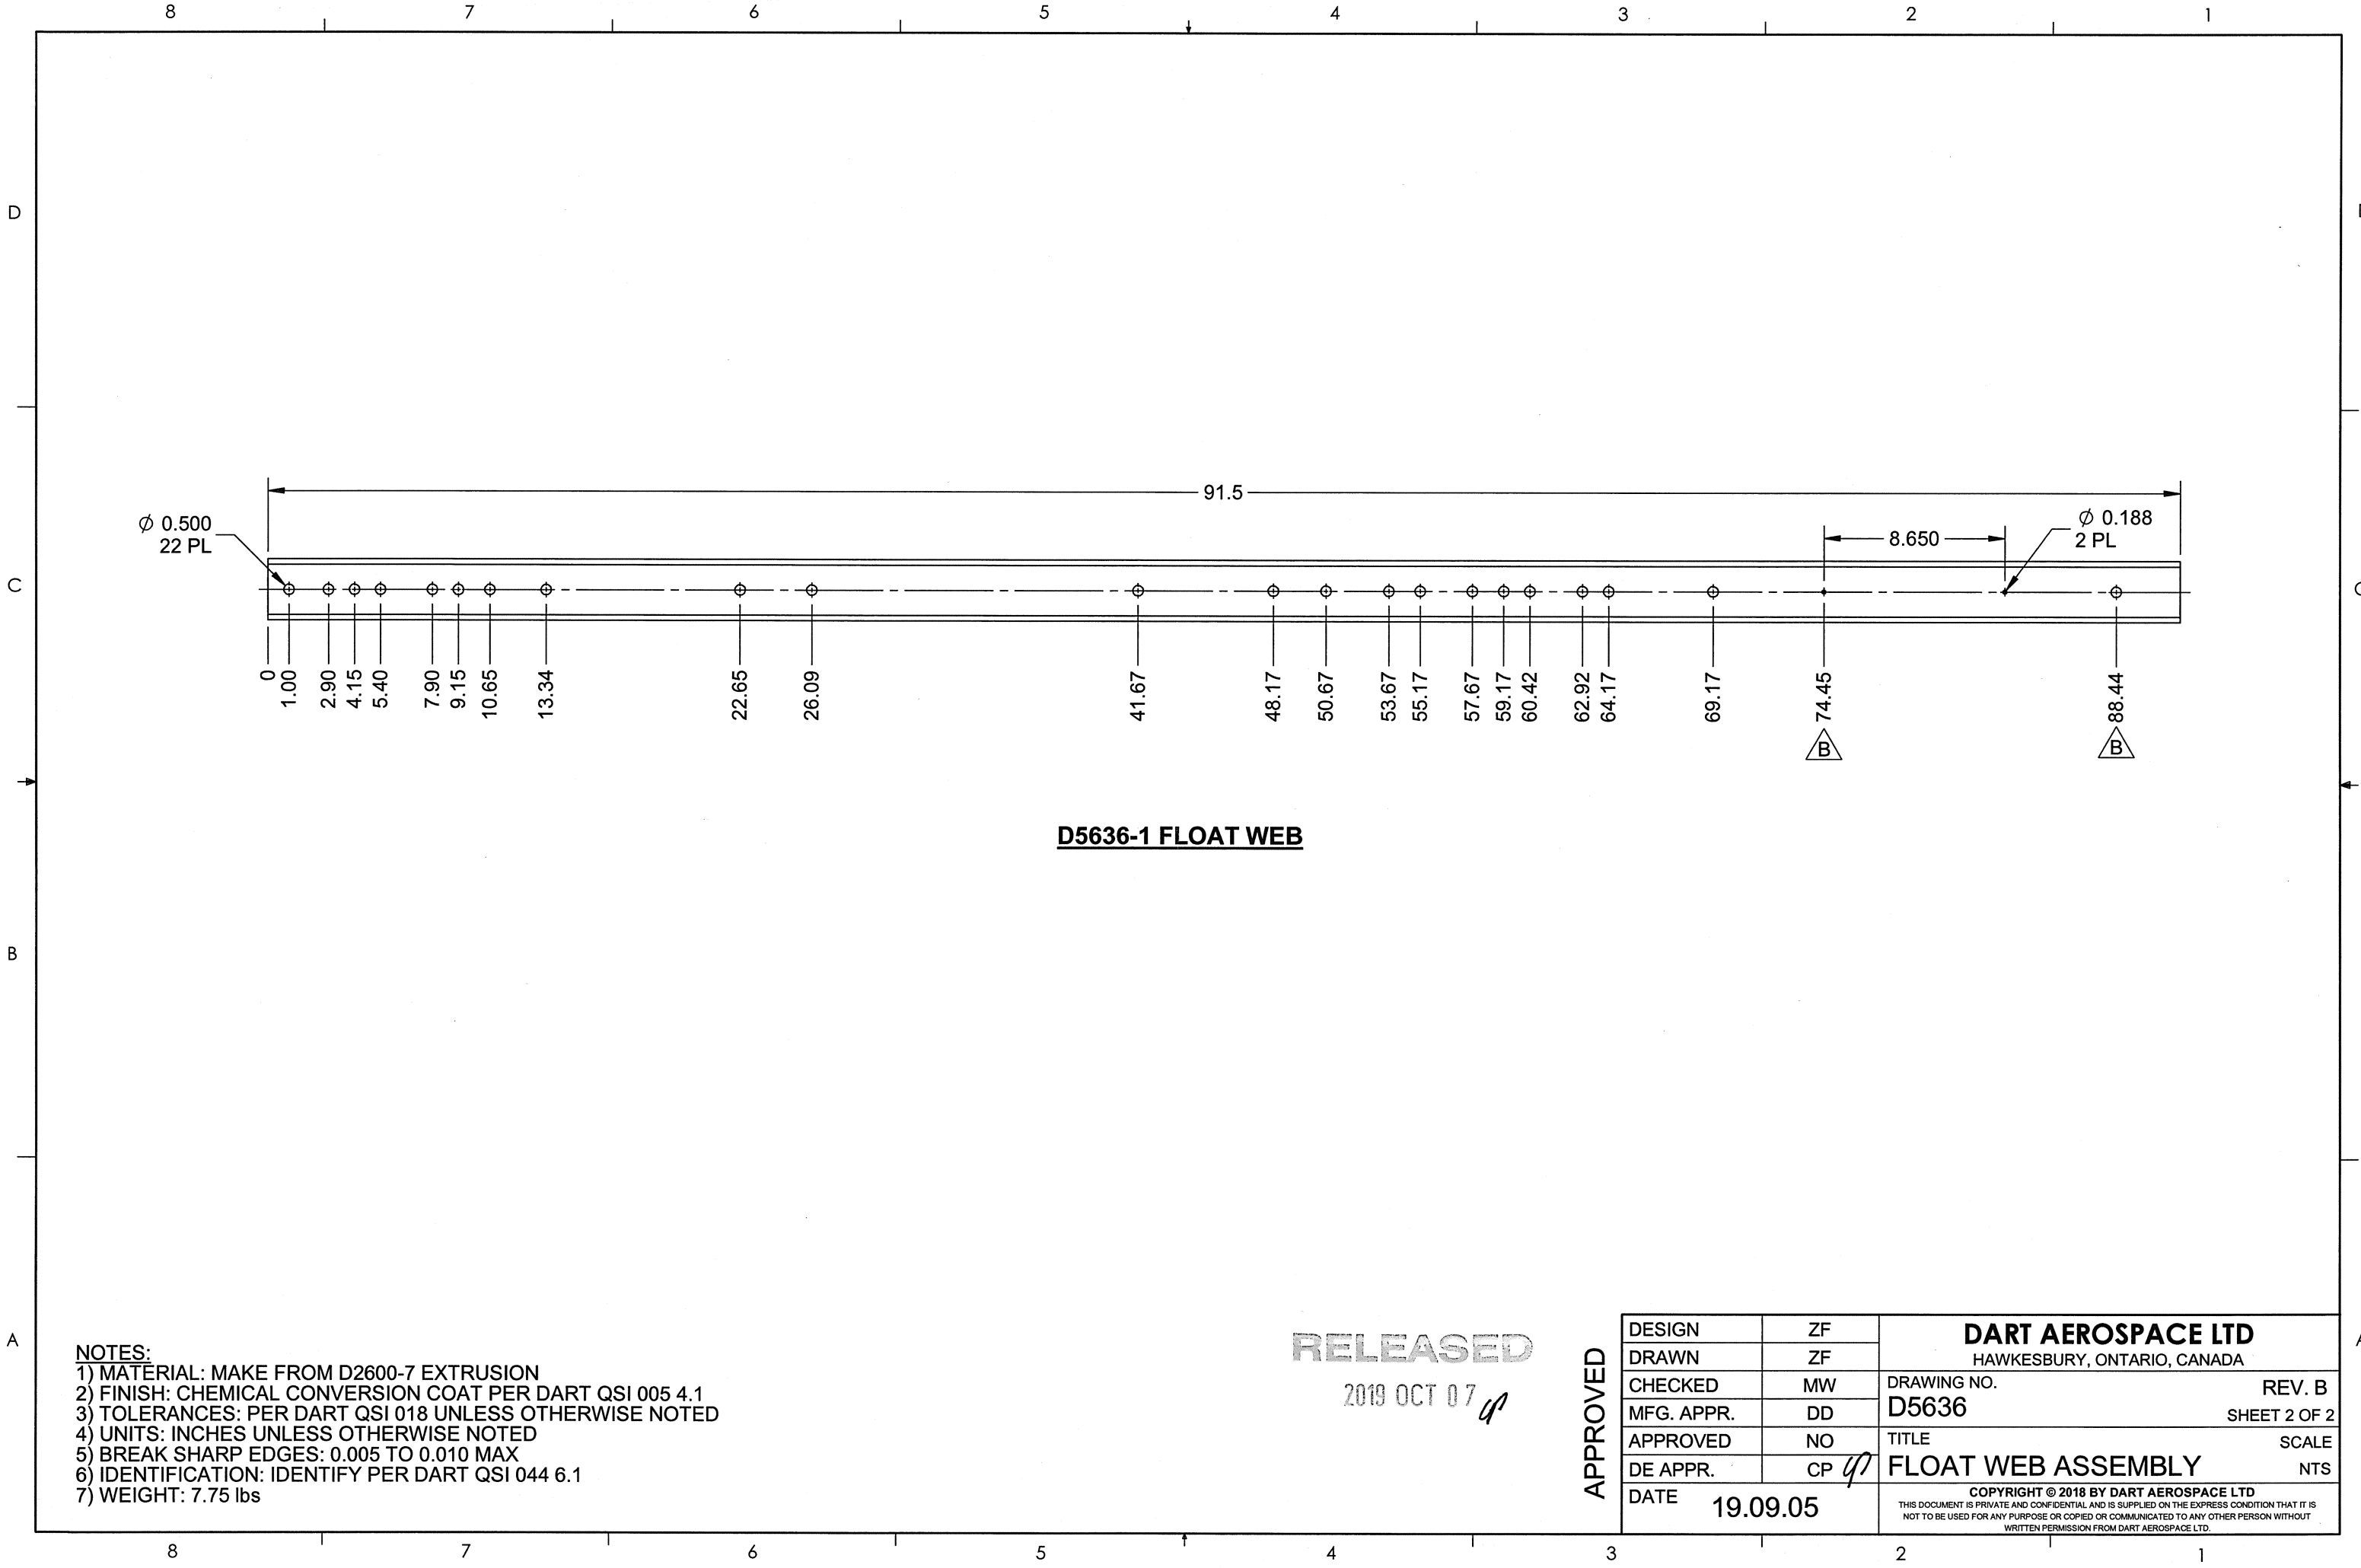 8 7 6 5 4 3 2 1
D
91.5
Ø 0.500
22 PL
8.650
Ø 0.188
2 PL
C
0
1.00
2.90
4.15
5.40
7.90
9.15
10.65
13.34
22.65
26.09
41.67
48.17
50.67
53.67
55.17
57.67
59.17
60.42
62.92
64.17
69.17
74.45
88.44
B
B
D5636-1 FLOAT WEB
B
A
NOTES:
1) MATERIAL: MAKE FROM D2600-7 EXTRUSION
2) FINISH: CHEMICAL CONVERSION COAT PER DART QSI 005 4.1
3) TOLERANCES: PER DART QSI 018 UNLESS OTHERWISE NOTED
4) UNITS: INCHES UNLESS OTHERWISE NOTED
5) BREAK SHARP EDGES: 0.005 TO 0.010 MAX
6) IDENTIFICATION: IDENTIFY PER DART QSI 044 6.1
7) WEIGHT: 7.75 lbs
RELEASED
2019 OCT 07
APPROVED
DESIGN ZF
DRAWN ZF
CHECKED MW
MFG. APPR. DD
APPROVED NO
DE APPR. CP
DATE 19.09.05
DART AEROSPACE LTD
HAWKESBURY, ONTARIO, CANADA
DRAWING NO. REV. B
D5636 SHEET 2 OF 2
TITLE SCALE
FLOAT WEB ASSEMBLY NTS
COPYRIGHT © 2018 BY DART AEROSPACE LTD
THIS DOCUMENT IS PRIVATE AND CONFIDENTIAL AND IS SUPPLIED ON THE EXPRESS CONDITION THAT IT IS
NOT TO BE USED FOR ANY PURPOSE OR COPIED OR COMMUNICATED TO ANY OTHER PERSON WITHOUT
WRITTEN PERMISSION FROM DART AEROSPACE LTD.
8 7 6 5 4 3 2 1